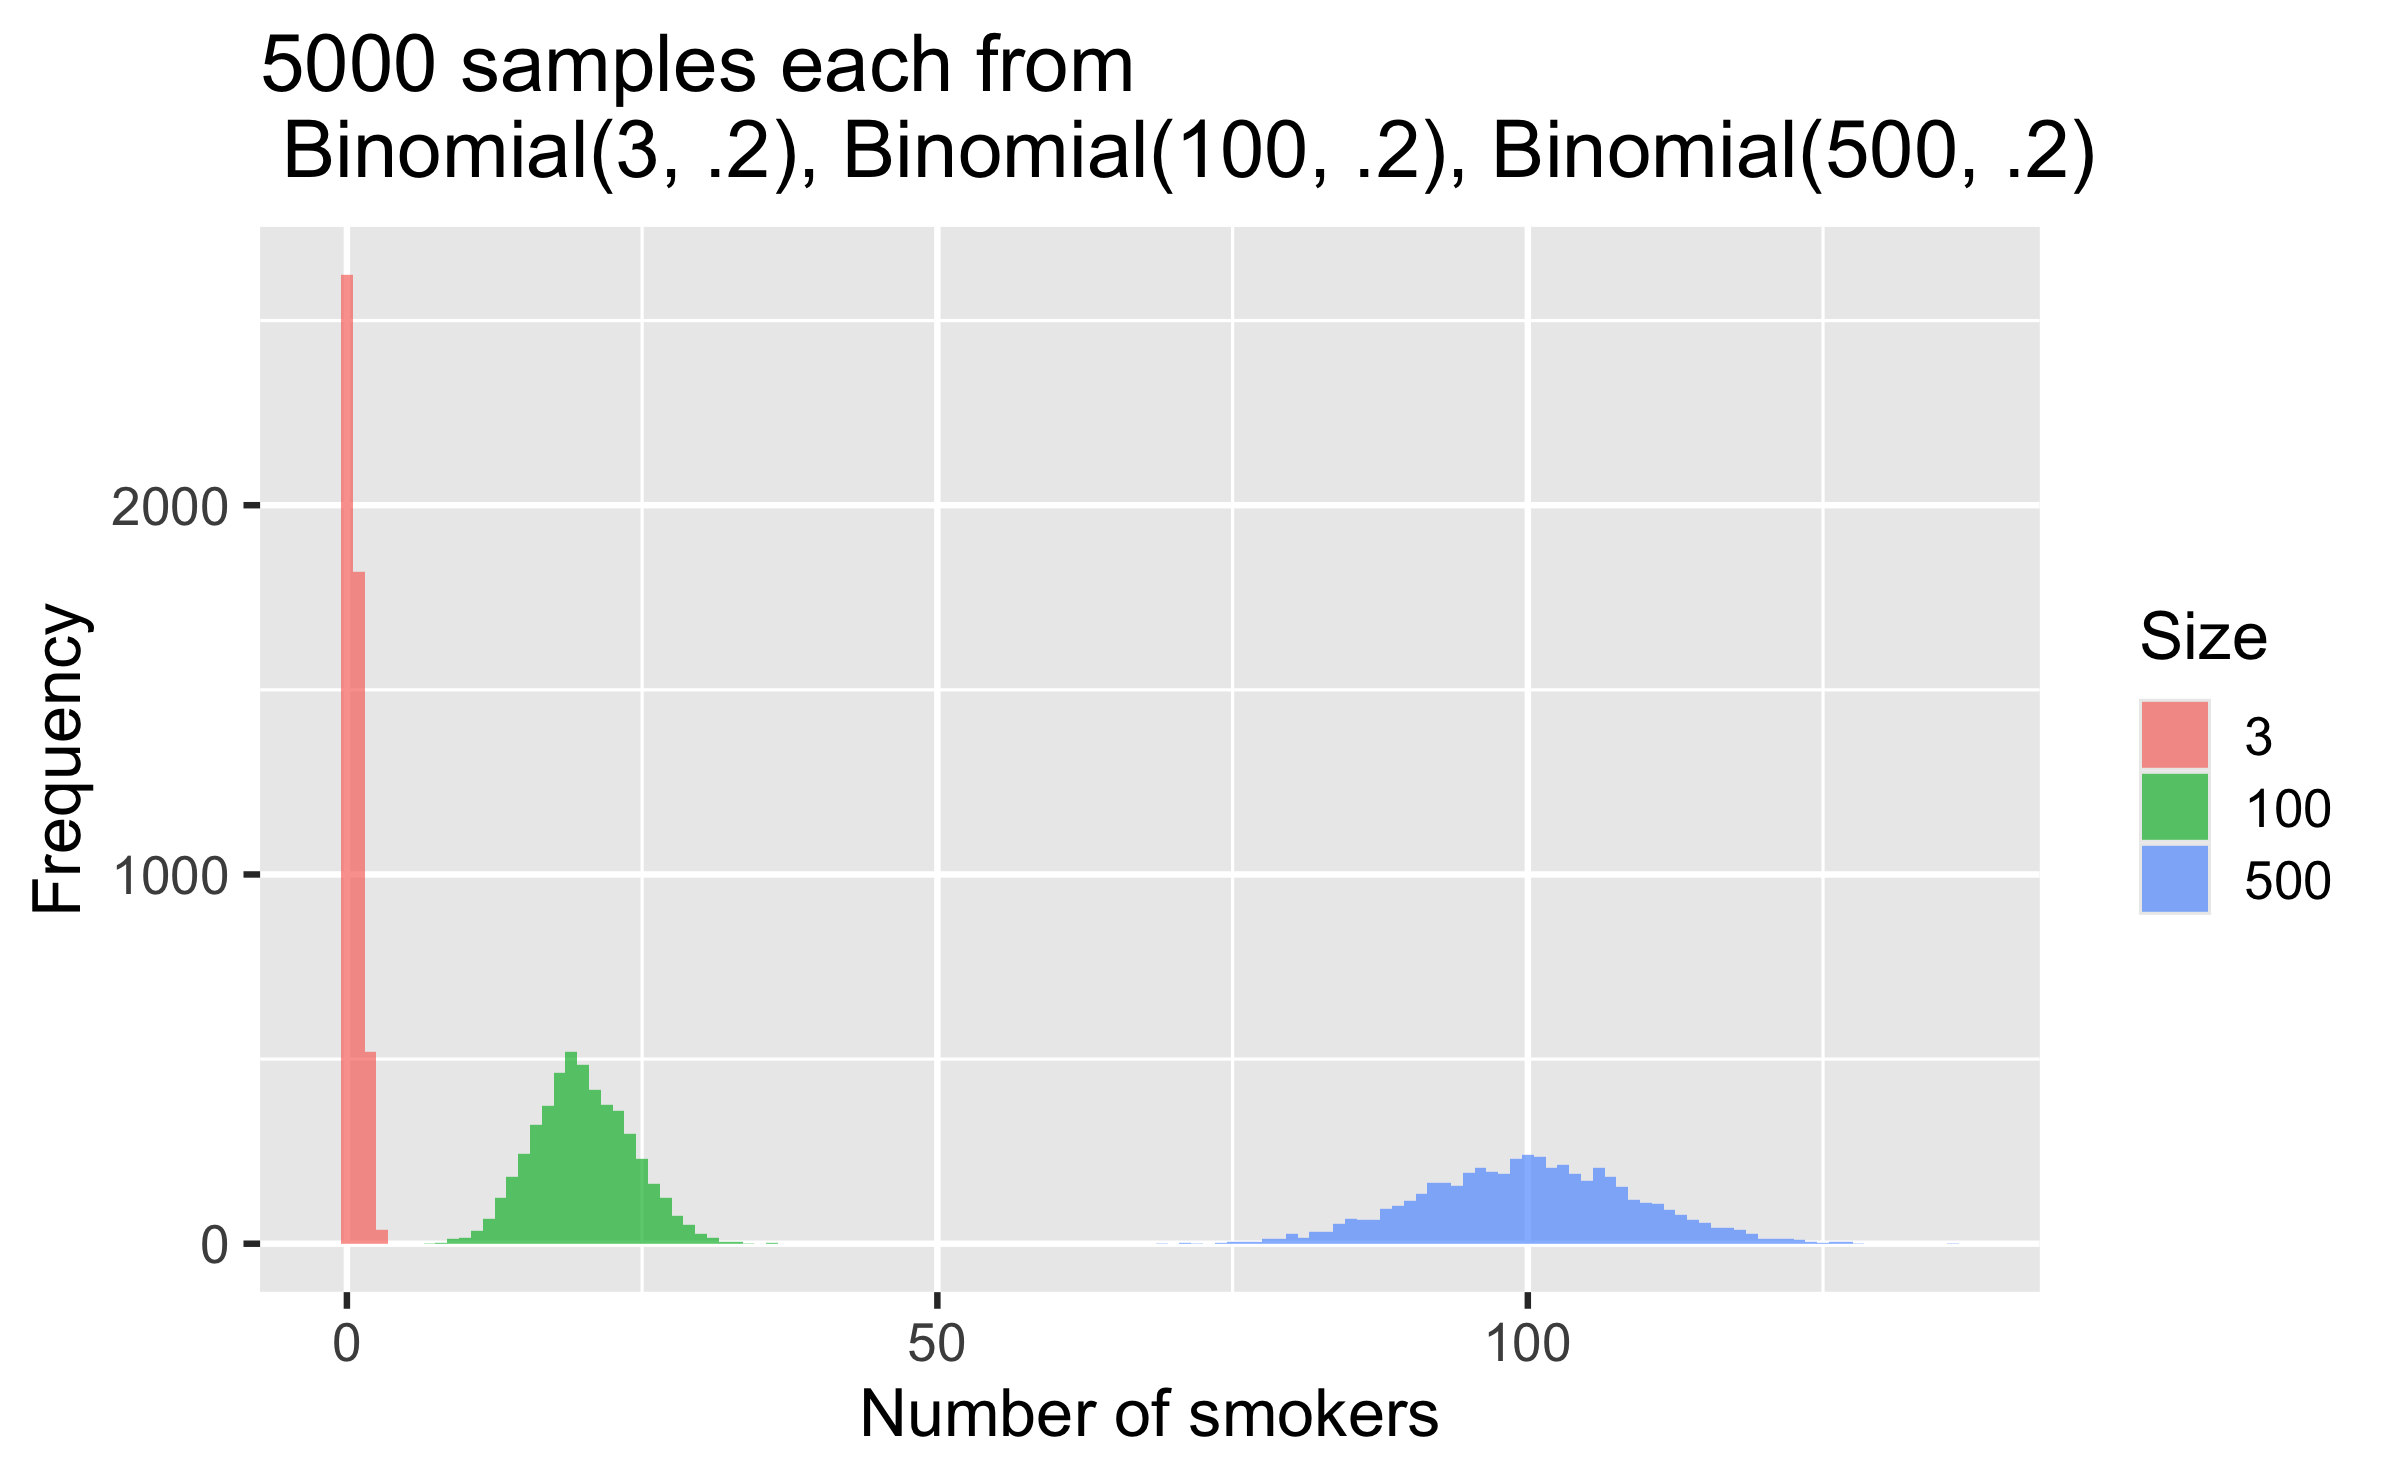 5000 samples each from
Binomial(3, .2), Binomial(100, .2), Binomial(500, .2)
Frequency
2000
1000
0
0
50
100
Number of smokers
Size
3
100
500